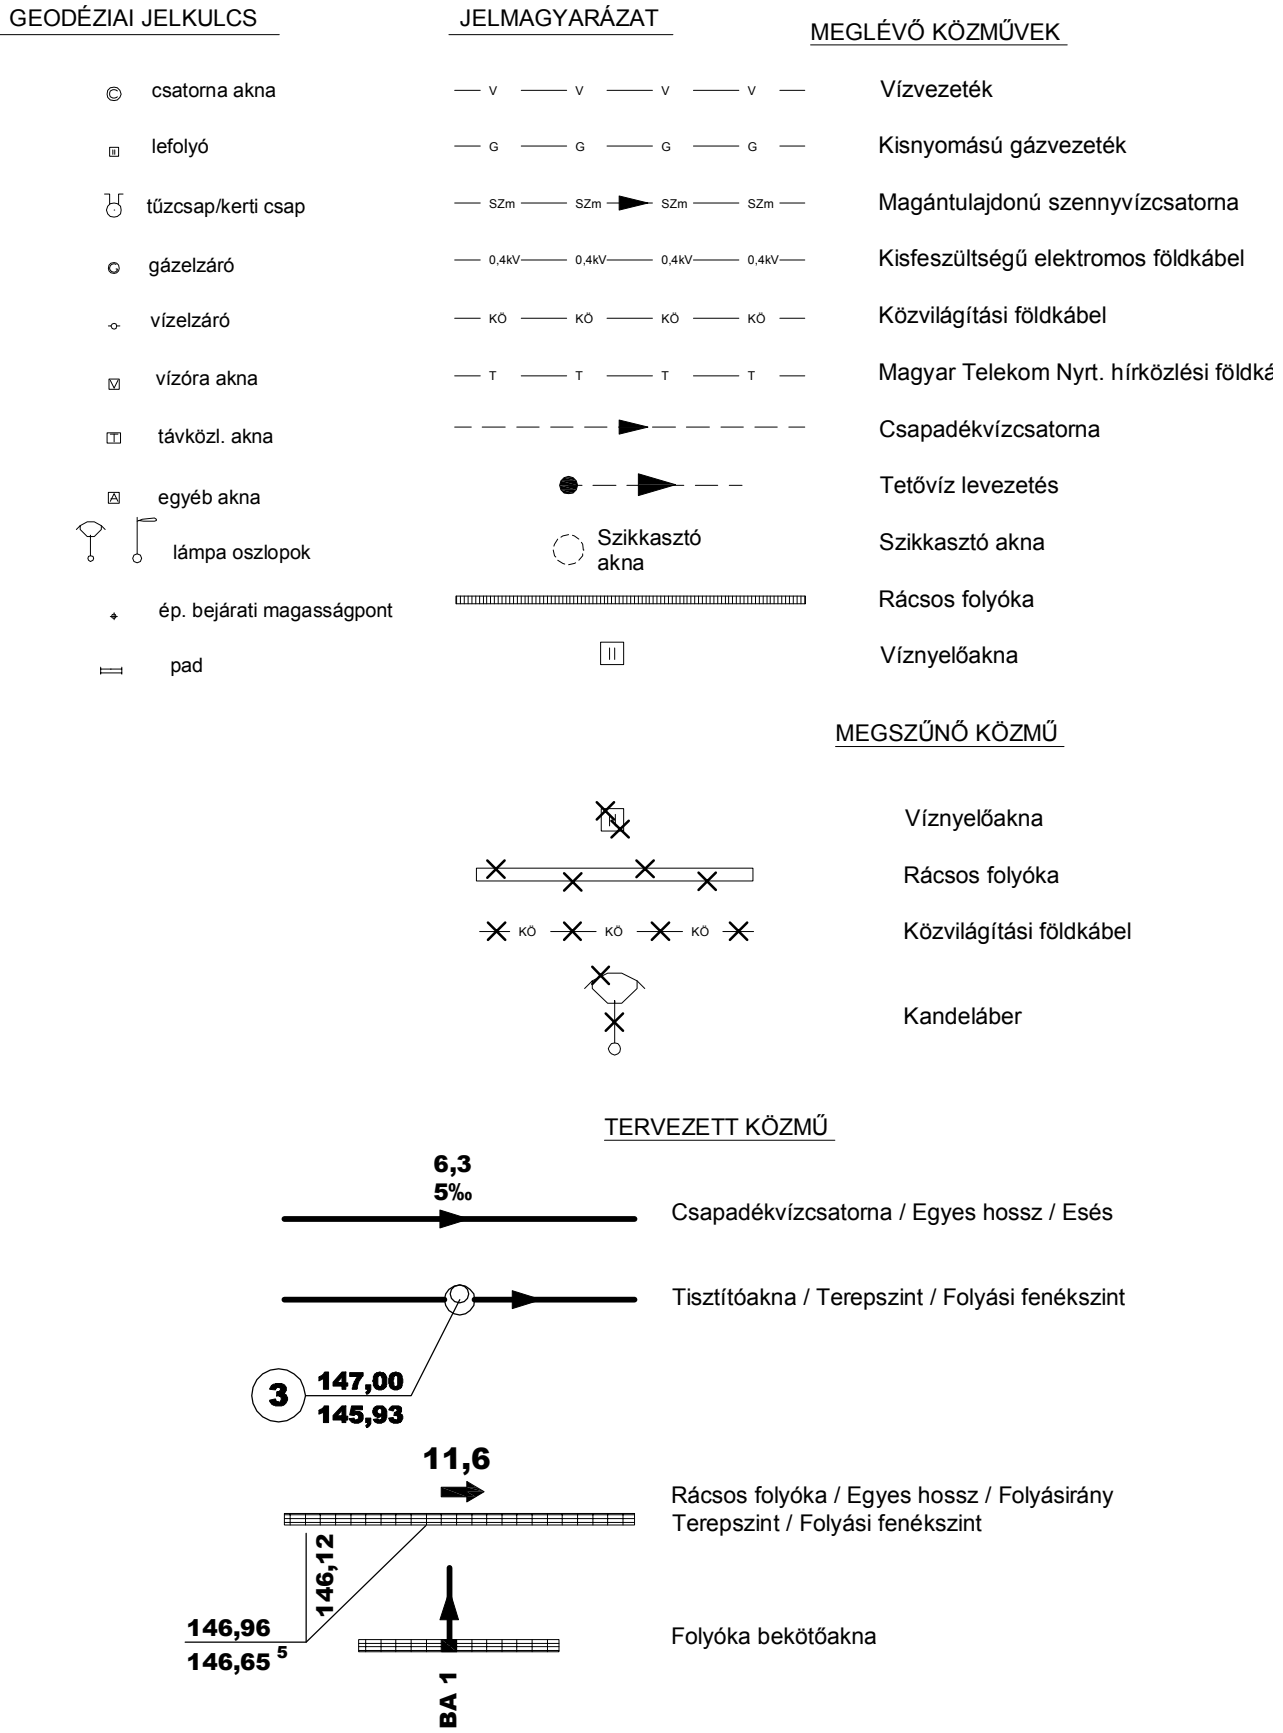 GEODÉZIAI JELKULCS
csatorna akna
lefolyó
tűzcsap/kerti csap
gázelzáró
vízelzáró
V vízóra akna
T távközl. akna
A egyéb akna
lámpa oszlopok
ép. bejárati magasságpont
pad
JELMAGYARÁZAT
MEGLÉVŐ KÖZMŰVEK
V V V V Vízvezeték
G G G G Kisnyomású gázvezeték
SZm SZm SZm SZm Magántulajdonú szennyvízcsatorna
0,4kV 0,4kV 0,4kV 0,4kV Kisfeszültségű elektromos földkábel
KÖ KÖ KÖ KÖ Közvilágítási földkábel
T T T T Magyar Telekom Nyrt. hírközlési földká
Csapadékvízcsatorna
Tetővíz levezetés
Szikkasztó
akna
Szikkasztó akna
Rácsos folyóka
Víznyelőakna
MEGSZŰNŐ KÖZMŰ
Víznyelőakna
Rácsos folyóka
KÖ KÖ KÖ Közvilágítási földkábel
Kandeláber
TERVEZETT KÖZMŰ
6,3
5‰
Csapadékvízcsatorna / Egyes hossz / Esés
Tisztítóakna / Terepszint / Folyási fenékszint
3
147,00
145,93
11,6
Rácsos folyóka / Egyes hossz / Folyásirány
Terepszint / Folyási fenékszint
146,12
146,96
146,65 5
Folyóka bekötőakna
BA 1